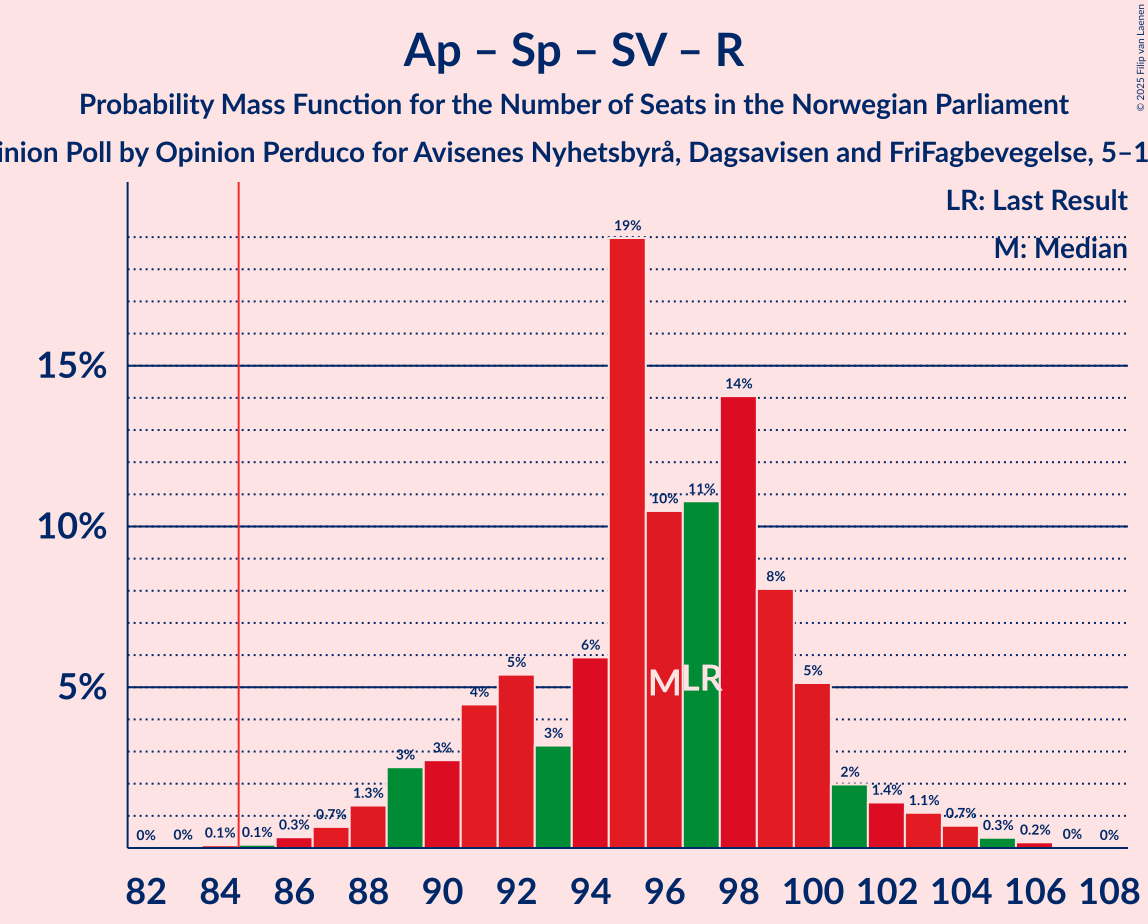 Ap – Sp – SV – R
Probability Mass Function for the Number of Seats in the Norwegian Parliament
inion Poll by Opinion Perduco for Avisenes Nyhetsbyrå, Dagsavisen and FriFagbevegelse, 5–1
© 2025 Filip van Laenen
LR: Last Result
M: Median
15%
10%
5%
0% 0% 0.1% 0.1% 0.3% 0.7% 1.3% 3% 3% 4% 5% 3% 6% 19% 10% 11% 14% 8% 5% 2% 1.4% 1.1% 0.7% 0.3% 0.2% 0% 0%
M LR
82 84 86 88 90 92 94 96 98 100 102 104 106 108